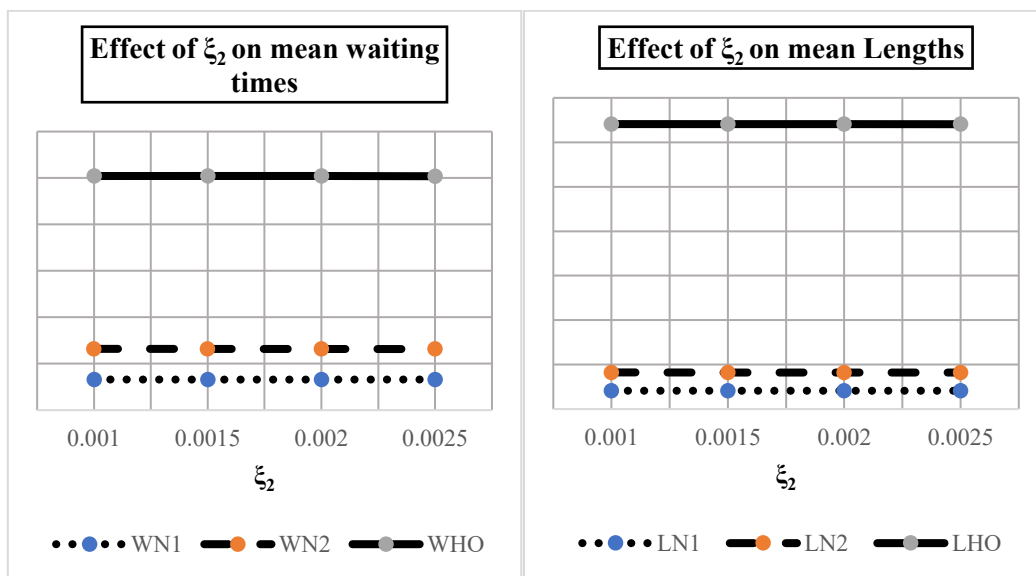 Effect of ξ₂ on mean waiting
times
0.001 0.0015 0.002 0.0025
ξ₂
WN1 WN2 WHO
Effect of ξ₂ on mean Lengths
0.001 0.0015 0.002 0.0025
ξ₂
LN1 LN2 LHO